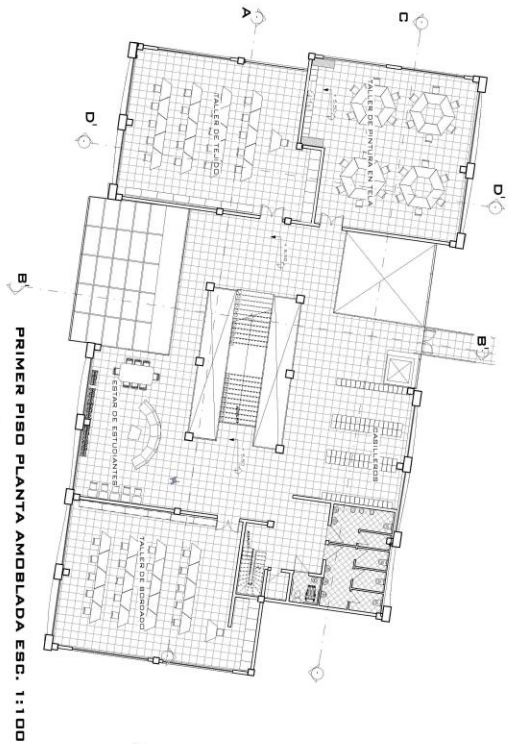 A
C
D'
D'
B'
B'
TALLER DE TEJIDO
TALLER DE PINTURA EN TELA
ESTAR DE ESTUDIANTES
CASILLEROS
TALLER DE BORDADO
PRIMER PISO PLANTA AMOBLADA ESC. 1:100